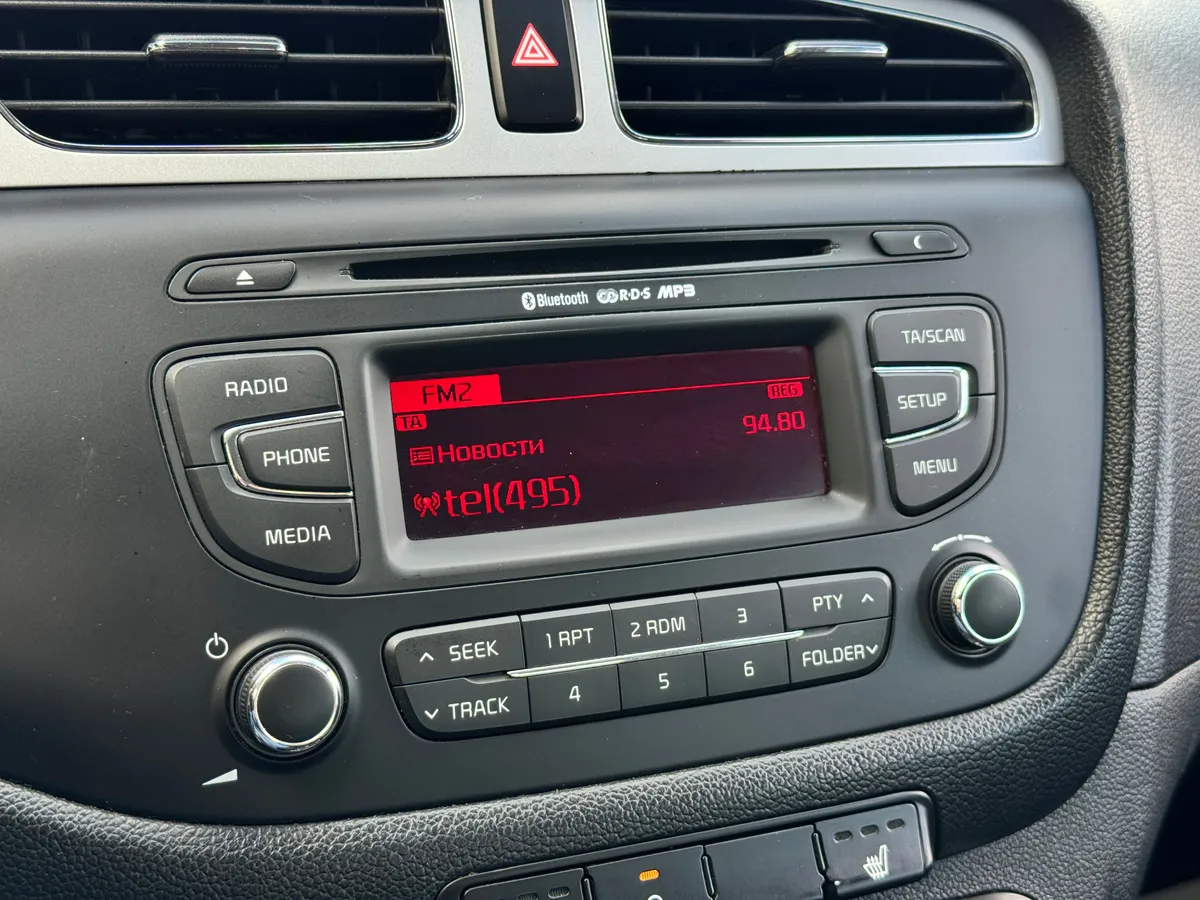 Bluetooth R·D·S MP3
RADIO
PHONE
MEDIA
FM2
REG
TA
94.80
Новости
tel(495)
TA/SCAN
SETUP
MENU
SEEK
1 RPT
2 RDM
3
PTY
TRACK
4
5
6
FOLDER